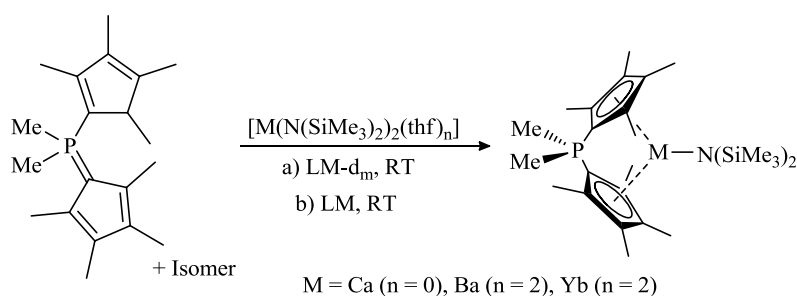 Me
Me
P
+ Isomer
[M(N(SiMe₃)₂)₂(thf)ₙ]
a) LM-dₘ, RT
b) LM, RT
Me
Me
P
M
N(SiMe₃)₂
M = Ca (n = 0), Ba (n = 2), Yb (n = 2)